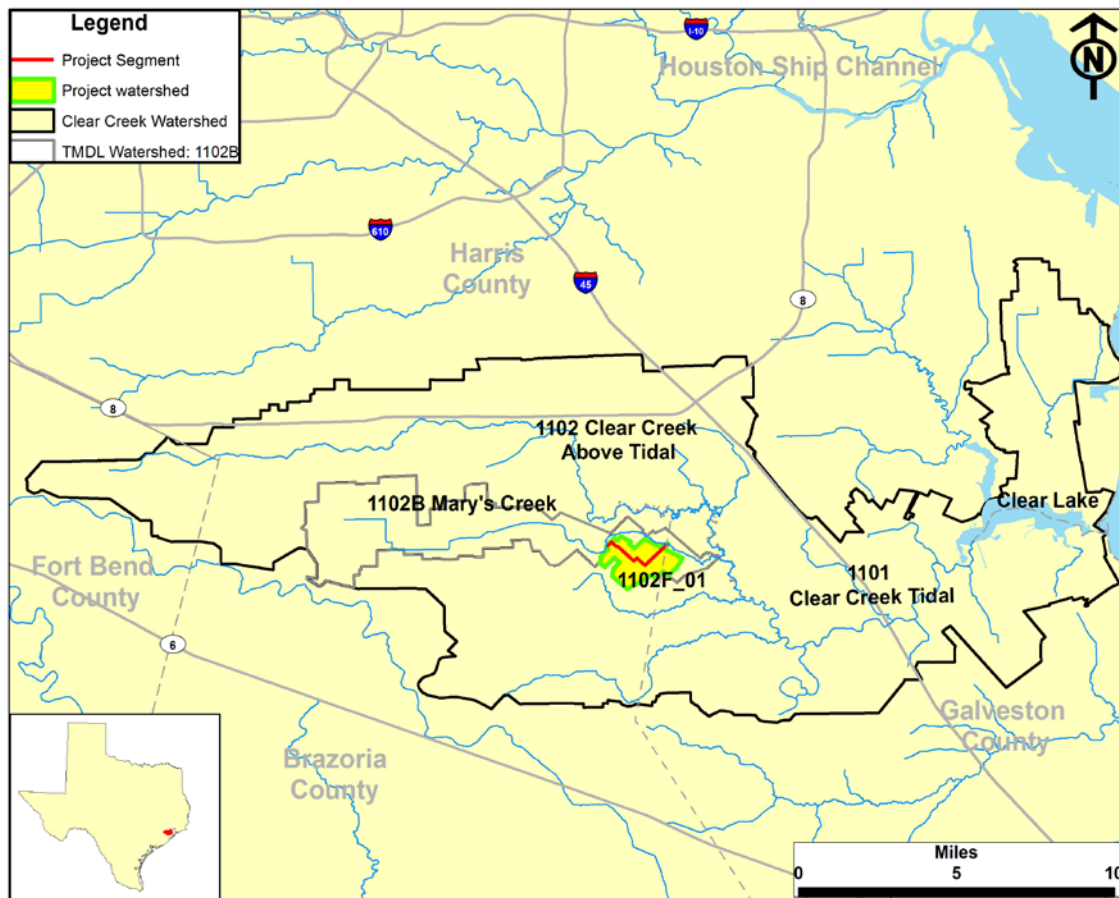 Legend
Project Segment
Project watershed
Clear Creek Watershed
TMDL Watershed: 1102B
I-10
Houston Ship Channel
N
610
Harris
County
45
8
8
1102 Clear Creek
Above Tidal
1102B Mary's Creek
Clear Lake
Fort Bend
County
1102F_01
1101
Clear Creek Tidal
6
Galveston
County
Brazoria
County
Miles
0 5 10